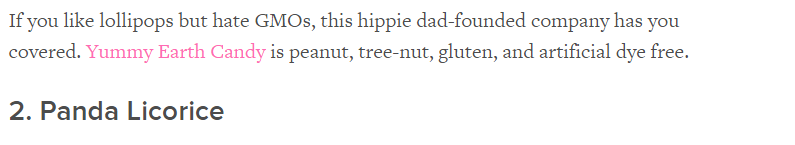 If you like lollipops but hate GMOs, this hippie dad-founded company has you
covered. Yummy Earth Candy is peanut, tree-nut, gluten, and artificial dye free.
2. Panda Licorice